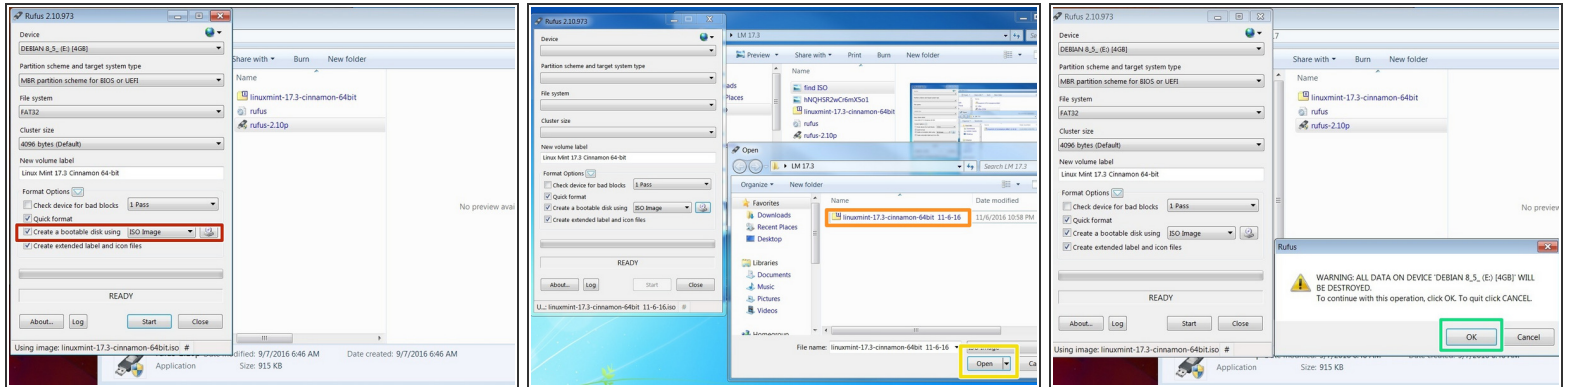 Rufus 2.10.973
Device
DEBIAN 8_5_ (E:) [4GB]
Partition scheme and target system type
MBR partition scheme for BIOS or UEFI
File system
FAT32
Cluster size
4096 bytes (Default)
New volume label
Linux Mint 17.3 Cinnamon 64-bit
Format Options
Check device for bad blocks 1 Pass
Quick format
Create a bootable disk using ISO Image
Create extended label and icon files
READY
About... Log Start Close
Using image: linuxmint-17.3-cinnamon-64bit.iso #
Share with Burn New folder
Name
linuxmint-17.3-cinnamon-64bit
rufus
rufus-2.10p
No preview avai
modified: 9/7/2016 6:46 AM Date created: 9/7/2016 6:46 AM
Application Size: 915 KB
Rufus 2.10.973
Device
Partition scheme and target system type
File system
Cluster size
New volume label
Linux Mint 17.3 Cinnamon 64-bit
Format Options
Check device for bad blocks 1 Pass
Quick format
Create a bootable disk using ISO Image
Create extended label and icon files
READY
About... Log Start Close
U...: linuxmint-17.3-cinnamon-64bit 11-6-16.iso #
LM 17.3
Preview Share with Print Burn New folder
Name
ads
Places
find ISO
hNQHSR2wCr6mXSo1
linuxmint-17.3-cinnamon-64bit
rufus
rufus-2.10p
Open
LM 17.3 Search LM 17.3
Organize New folder
Favorites
Downloads
Recent Places
Desktop
Libraries
Documents
Music
Pictures
Videos
Homegroup
Name Date modified
linuxmint-17.3-cinnamon-64bit 11-6-16 11/6/2016 10:58 PM
File name: linuxmint-17.3-cinnamon-64bit 11-6-16
Open Ca
Rufus 2.10.973
Device
DEBIAN 8_5_ (E:) [4GB]
Partition scheme and target system type
MBR partition scheme for BIOS or UEFI
File system
FAT32
Cluster size
4096 bytes (Default)
New volume label
Linux Mint 17.3 Cinnamon 64-bit
Format Options
Check device for bad blocks 1 Pass
Quick format
Create a bootable disk using ISO Image
Create extended label and icon files
READY
About... Log Start Close
Using image: linuxmint-17.3-cinnamon-64bit.iso #
Share with Burn New folder
Name
linuxmint-17.3-cinnamon-64bit
rufus
rufus-2.10p
No preview
Rufus
WARNING: ALL DATA ON DEVICE 'DEBIAN 8_5_ (E:) [4GB]' WILL
BE DESTROYED.
To continue with this operation, click OK. To quit click CANCEL.
OK Cancel
Application Size: 915 KB